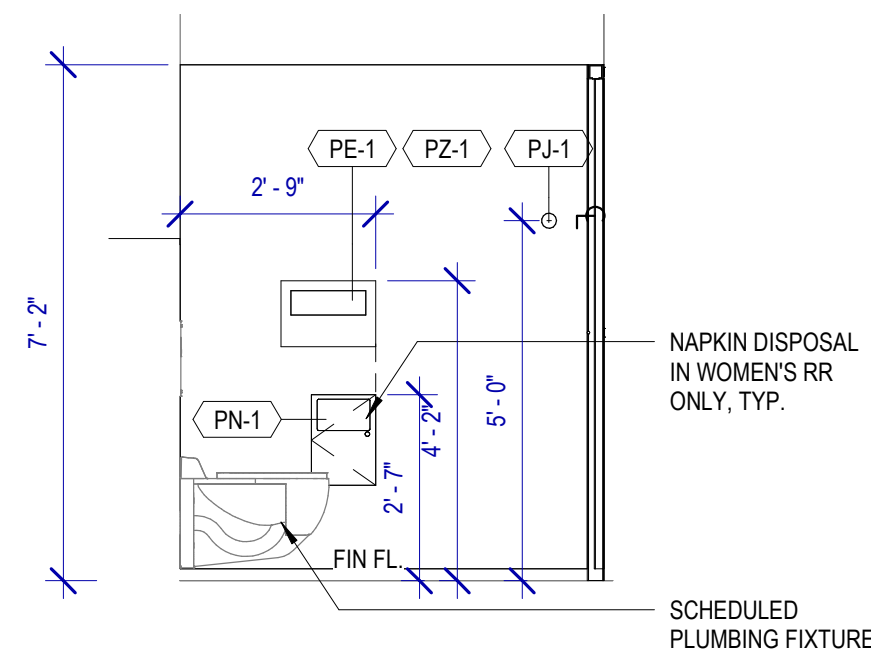 PE-1
PZ-1
PJ-1
2' - 9"
7' - 2"
NAPKIN DISPOSAL
IN WOMEN'S RR
ONLY, TYP.
PN-1
2' - 7"
4' - 2"
5' - 0"
FIN FL.
SCHEDULED
PLUMBING FIXTURE